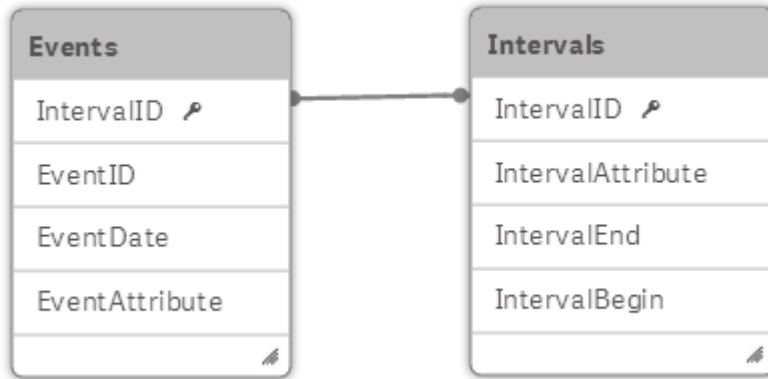 Events
IntervalID
EventID
EventDate
EventAttribute
Intervals
IntervalID
IntervalAttribute
IntervalEnd
IntervalBegin